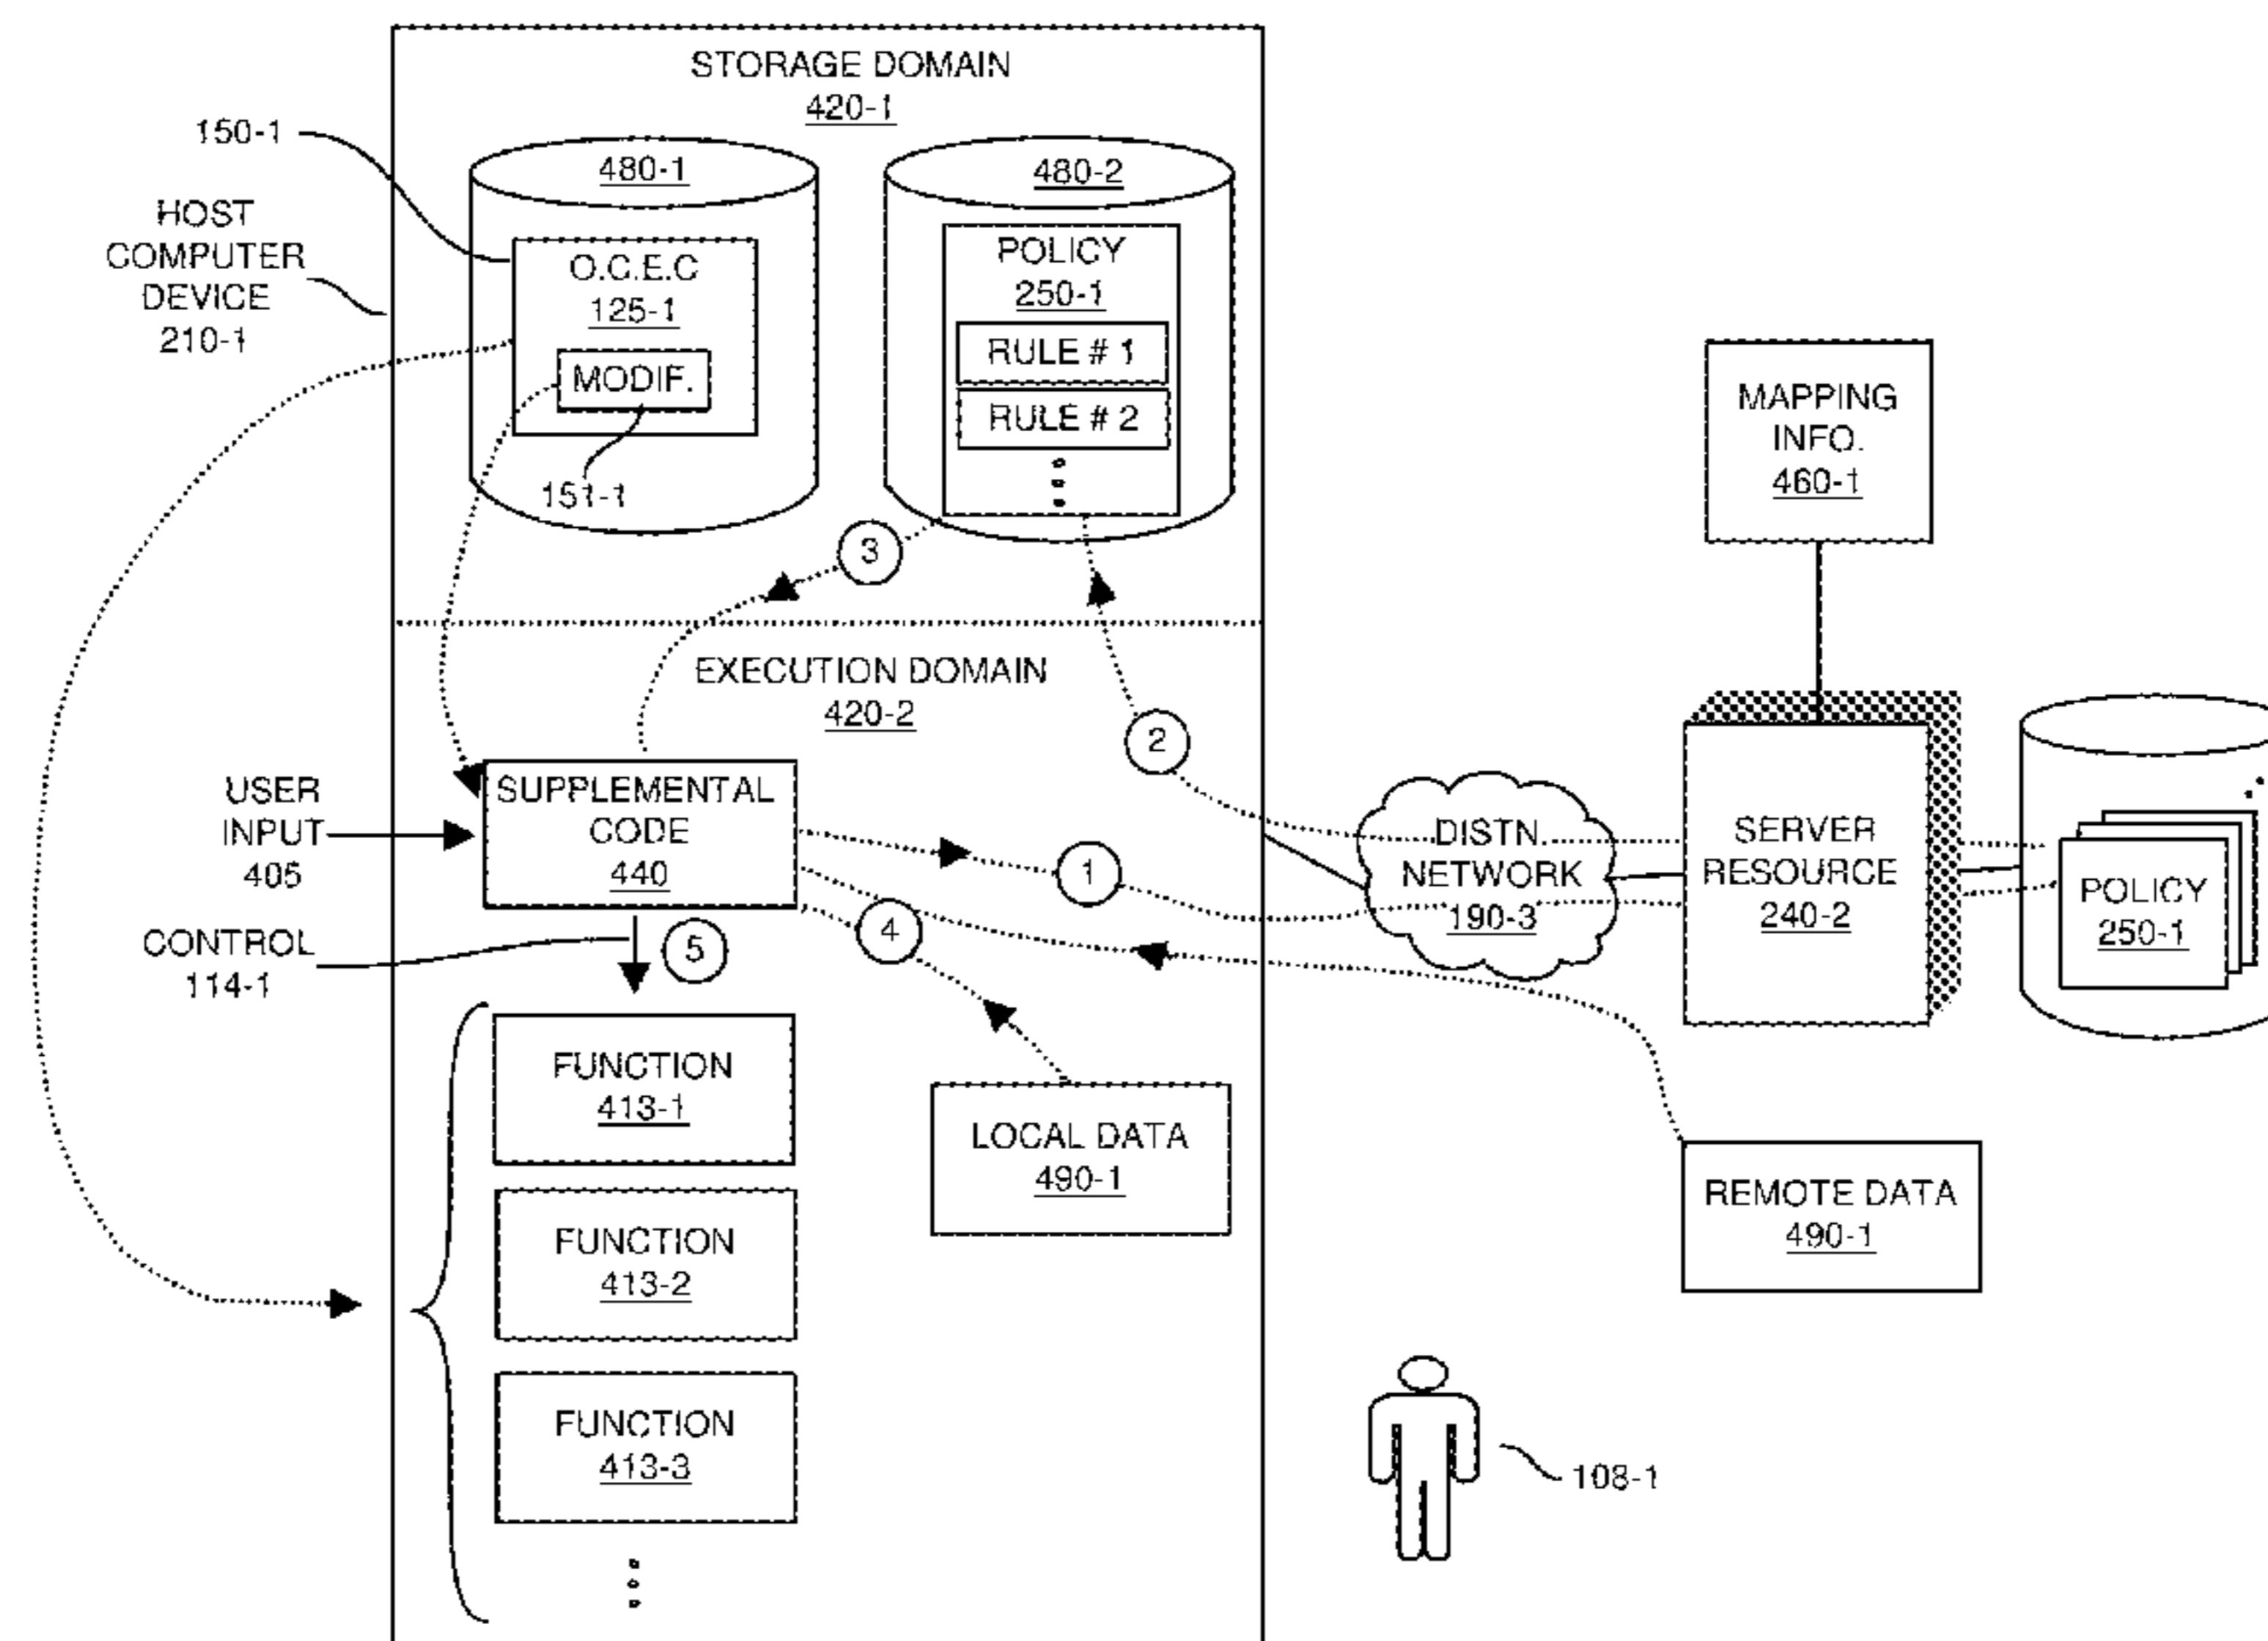 STORAGE DOMAIN
420-1
150-1
480-1
480-2
HOST
COMPUTER
DEVICE
210-1
O.C.E.C
125-1
MODIF.
151-1
POLICY
250-1
RULE # 1
RULE # 2
MAPPING
INFO.
460-1
3
EXECUTION DOMAIN
420-2
2
USER
INPUT
405
SUPPLEMENTAL
CODE
440
1
DISTN.
NETWORK
190-3
SERVER
RESOURCE
240-2
POLICY
250-1
CONTROL
114-1
5
4
FUNCTION
413-1
LOCAL DATA
490-1
REMOTE DATA
490-1
FUNCTION
413-2
FUNCTION
413-3
108-1